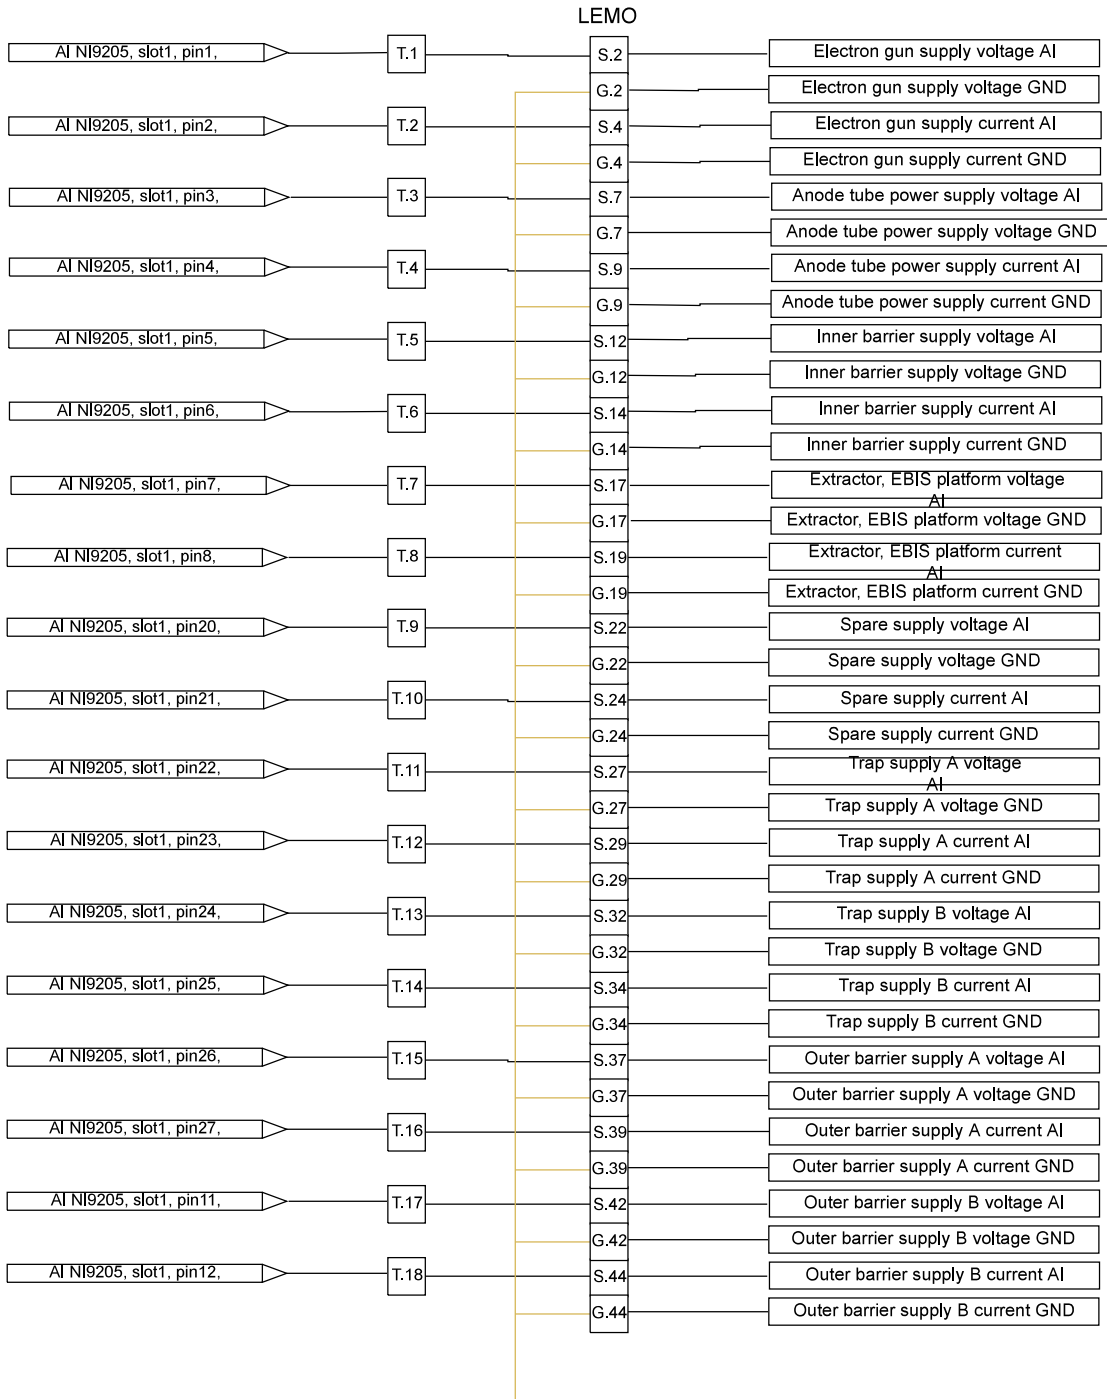 LEMO
AI NI9205, slot1, pin1,
T.1
S.2
Electron gun supply voltage AI
G.2
Electron gun supply voltage GND
AI NI9205, slot1, pin2,
T.2
S.4
Electron gun supply current AI
G.4
Electron gun supply current GND
AI NI9205, slot1, pin3,
T.3
S.7
Anode tube power supply voltage AI
G.7
Anode tube power supply voltage GND
AI NI9205, slot1, pin4,
T.4
S.9
Anode tube power supply current AI
G.9
Anode tube power supply current GND
AI NI9205, slot1, pin5,
T.5
S.12
Inner barrier supply voltage AI
G.12
Inner barrier supply voltage GND
AI NI9205, slot1, pin6,
T.6
S.14
Inner barrier supply current AI
G.14
Inner barrier supply current GND
AI NI9205, slot1, pin7,
T.7
S.17
Extractor, EBIS platform voltage
AI
G.17
Extractor, EBIS platform voltage GND
AI NI9205, slot1, pin8,
T.8
S.19
Extractor, EBIS platform current
AI
G.19
Extractor, EBIS platform current GND
AI NI9205, slot1, pin20,
T.9
S.22
Spare supply voltage AI
G.22
Spare supply voltage GND
AI NI9205, slot1, pin21,
T.10
S.24
Spare supply current AI
G.24
Spare supply current GND
AI NI9205, slot1, pin22,
T.11
S.27
Trap supply A voltage
AI
G.27
Trap supply A voltage GND
AI NI9205, slot1, pin23,
T.12
S.29
Trap supply A current AI
G.29
Trap supply A current GND
AI NI9205, slot1, pin24,
T.13
S.32
Trap supply B voltage AI
G.32
Trap supply B voltage GND
AI NI9205, slot1, pin25,
T.14
S.34
Trap supply B current AI
G.34
Trap supply B current GND
AI NI9205, slot1, pin26,
T.15
S.37
Outer barrier supply A voltage AI
G.37
Outer barrier supply A voltage GND
AI NI9205, slot1, pin27,
T.16
S.39
Outer barrier supply A current AI
G.39
Outer barrier supply A current GND
AI NI9205, slot1, pin11,
T.17
S.42
Outer barrier supply B voltage AI
G.42
Outer barrier supply B voltage GND
AI NI9205, slot1, pin12,
T.18
S.44
Outer barrier supply B current AI
G.44
Outer barrier supply B current GND